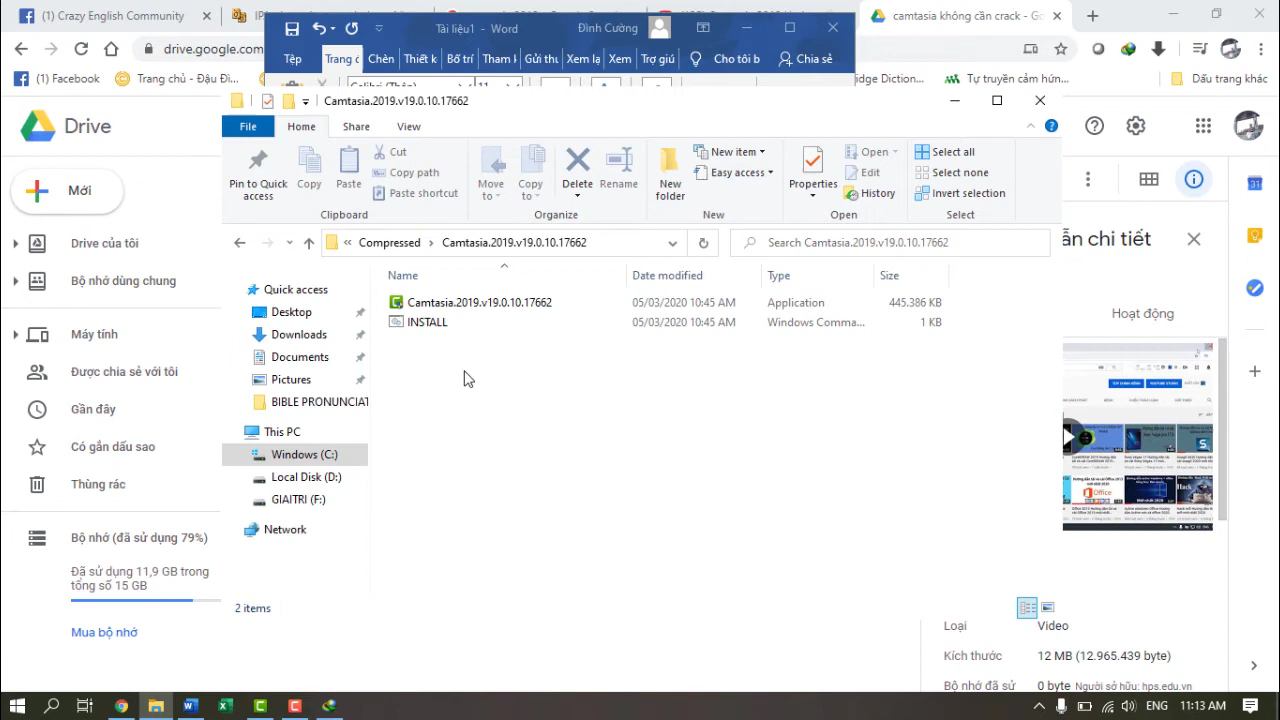 (1) Crazy English Community
camtasia không cần crack - Go
drive.google.com
Tài liệu1 - Word
Đình Cường
Tệp
Trang c
Chèn
Thiết k
Bố trí
Tham k
Gửi thu
Xem lạ
Xem
Trợ giú
Cho tôi b
Chia sẻ
(1) Facebook
Trang chủ - Đậu Đỉ...
Tự truyện cảm hứn...
Dấu trang khác
11
Drive
Mới
Drive của tôi
Bộ nhớ dùng chung
Máy tính
Được chia sẻ với tôi
Gần đây
Có gắn dấu sao
Thùng rác
Bộ nhớ (đã sử dụng 79%)
Đã sử dụng 11,9 GB trong
tổng số 15 GB
Mua bộ nhớ
Camtasia.2019.v19.0.10.17662
File
Home
Share
View
Pin to Quick
access
Copy
Paste
Cut
Copy path
Paste shortcut
Clipboard
Move
to
Copy
to
Delete
Rename
Organize
New
folder
New item
Easy access
New
Properties
Open
Edit
History
Open
Select all
Select none
Invert selection
Select
« Compressed
Camtasia.2019.v19.0.10.17662
Search Camtasia.2019.v19.0.10.17662
Name
Date modified
Type
Size
Camtasia.2019.v19.0.10.17662
05/03/2020 10:45 AM
Application
445.386 KB
INSTALL
05/03/2020 10:45 AM
Windows Comma...
1 KB
Quick access
Desktop
Downloads
Documents
Pictures
BIBLE PRONUNCIAT
This PC
Windows (C:)
Local Disk (D:)
GIAITRI (F:)
Network
2 items
ẫn chi tiết
Hoạt động
Loại
Video
Kích thước
12 MB (12.965.439 byte)
Bộ nhớ đã sử
0 byte
Người sở hữu: hps.edu.vn
ENG
11:13 AM